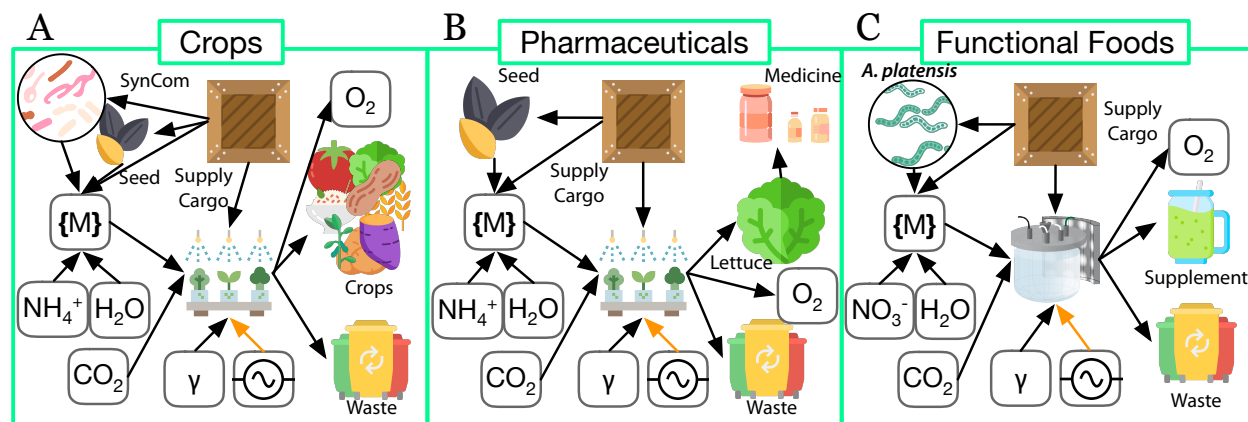 A
Crops
SynCom
Seed
Supply
Cargo
O₂
{M}
NH₄⁺
H₂O
CO₂
γ
Crops
Waste
B
Pharmaceuticals
Seed
Medicine
Supply
Cargo
{M}
Lettuce
NH₄⁺
H₂O
O₂
CO₂
γ
Waste
C
Functional Foods
A. platensis
Supply
Cargo
O₂
{M}
Supplement
NO₃⁻
H₂O
CO₂
γ
Waste